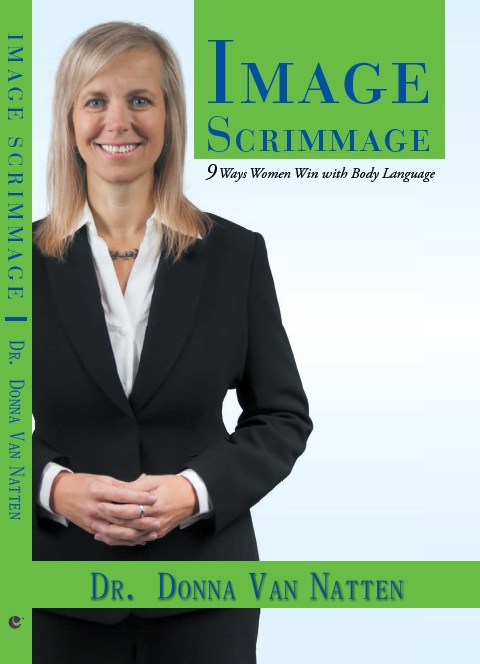 IMAGE SCRIMMAGE
DR. DONNA VAN NATTEN
IMAGE
SCRIMMAGE
9 Ways Women Win with Body Language
DR. DONNA VAN NATTEN